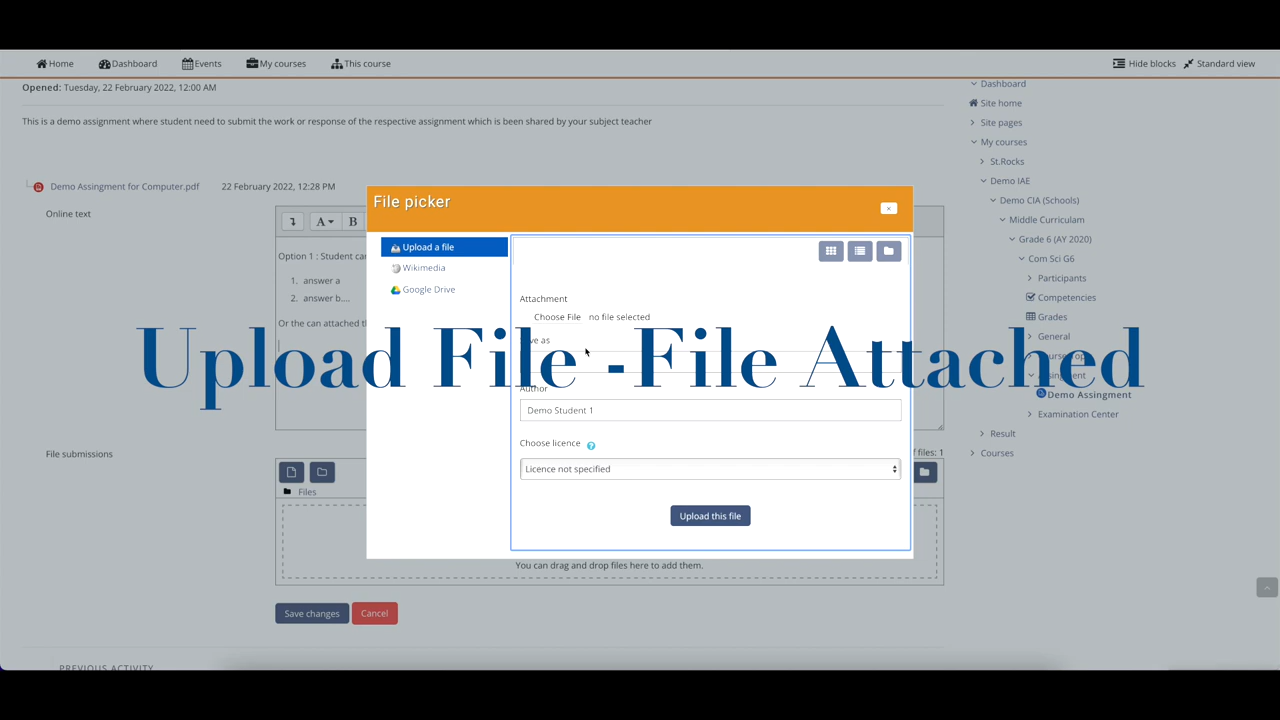 Home Dashboard Events My courses This course Hide blocks Standard view
Opened: Tuesday, 22 February 2022, 12:00 AM
This is a demo assignment where student need to submit the work or response of the respective assignment which is been shared by your subject teacher
Demo Assingment for Computer.pdf 22 February 2022, 12:28 PM
Online text
A B
Option 1 : Student
1. answer a
2. answer b....
Or the can attached
File submissions
files: 1
Files
You can drag and drop files here to add them.
Save changes Cancel
PREVIOUS ACTIVITY
File picker
×
Upload a file
Wikimedia
Google Drive
Attachment
Choose File no file selected
as
Author
Demo Student 1
Choose licence ?
Licence not specified
Upload this file
Upload File -File Attached
Dashboard
Site home
Site pages
My courses
St.Rocks
Demo IAE
Demo CIA (Schools)
Middle Curriculum
Grade 6 (AY 2020)
Com Sci G6
Participants
Competencies
Grades
General
Demo Assingment
Examination Center
Result
Courses